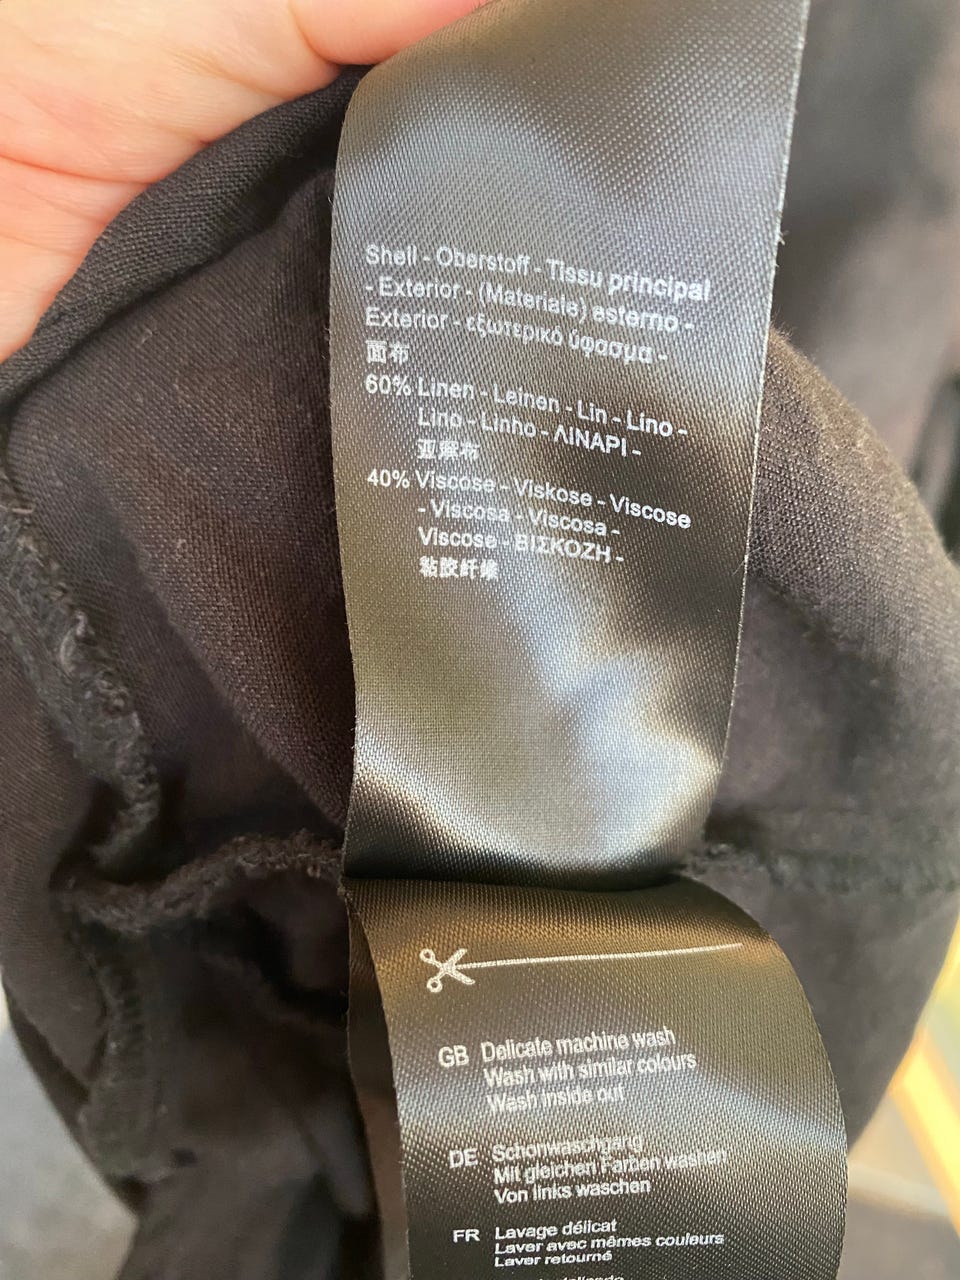 Shell - Oberstoff - Tissu principal
- Exterior - (Materiale) esterno -
Exterior - εξωτερικό ύφασμα -
面布
60% Linen - Leinen - Lin - Lino -
Lino - Linho - ΛΙΝΑΡΙ -
亚麻布
40% Viscose - Viskose - Viscose
- Viscosa - Viscosa -
Viscose - ΒΙΣΚΟΖΗ -
黏胶纤维
GB Delicate machine wash
Wash with similar colours
Wash inside out
DE Schonwaschgang
Mit gleichen Farben waschen
Von links waschen
FR Lavage délicat
Laver avec mêmes couleurs
Laver retourné